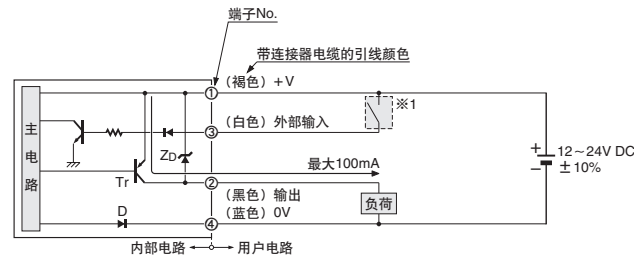 端子No.
带连接器电缆的引线颜色
(褐色) +V
①
※1
(白色) 外部输入
③
主电路
ZD
最大100mA
12~24V DC
±10%
+
−
Tr
②
(黑色) 输出
负荷
(蓝色) 0V
④
D
内部电路
用户电路